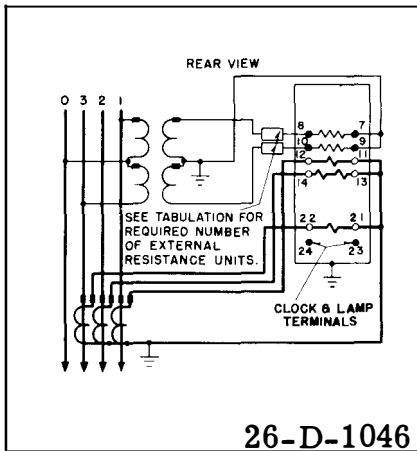 REAR VIEW
0 3 2 1
8 7
10 9
12 11
14 13
SEE TABULATION FOR
REQUIRED NUMBER
OF EXTERNAL
RESISTANCE UNITS.
22 21
24 23
CLOCK & LAMP
TERMINALS
26-D-1046